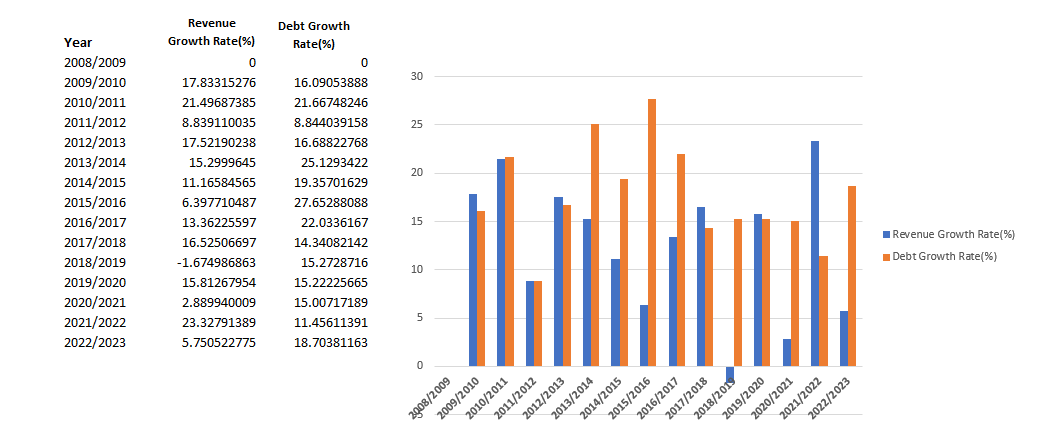 Year Revenue Growth Rate(%) Debt Growth Rate(%)
2008/2009 0 0
2009/2010 17.83315276 16.09053888
2010/2011 21.49687385 21.66748246
2011/2012 8.839110035 8.844039158
2012/2013 17.52190238 16.68822768
2013/2014 15.2999645 25.1293422
2014/2015 11.16584565 19.35701629
2015/2016 6.397710487 27.65288088
2016/2017 13.36225597 22.0336167
2017/2018 16.52506697 14.34082142
2018/2019 -1.674986863 15.2728716
2019/2020 15.81267954 15.22225665
2020/2021 2.889940009 15.00717189
2021/2022 23.32791389 11.45611391
2022/2023 5.750522775 18.70381163
30
25
20
15
10
5
0
2008/2009 2009/2010 2010/2011 2011/2012 2012/2013 2013/2014 2014/2015 2015/2016 2016/2017 2017/2018 2018/2019 2019/2020 2020/2021 2021/2022 2022/2023
Revenue Growth Rate(%)
Debt Growth Rate(%)